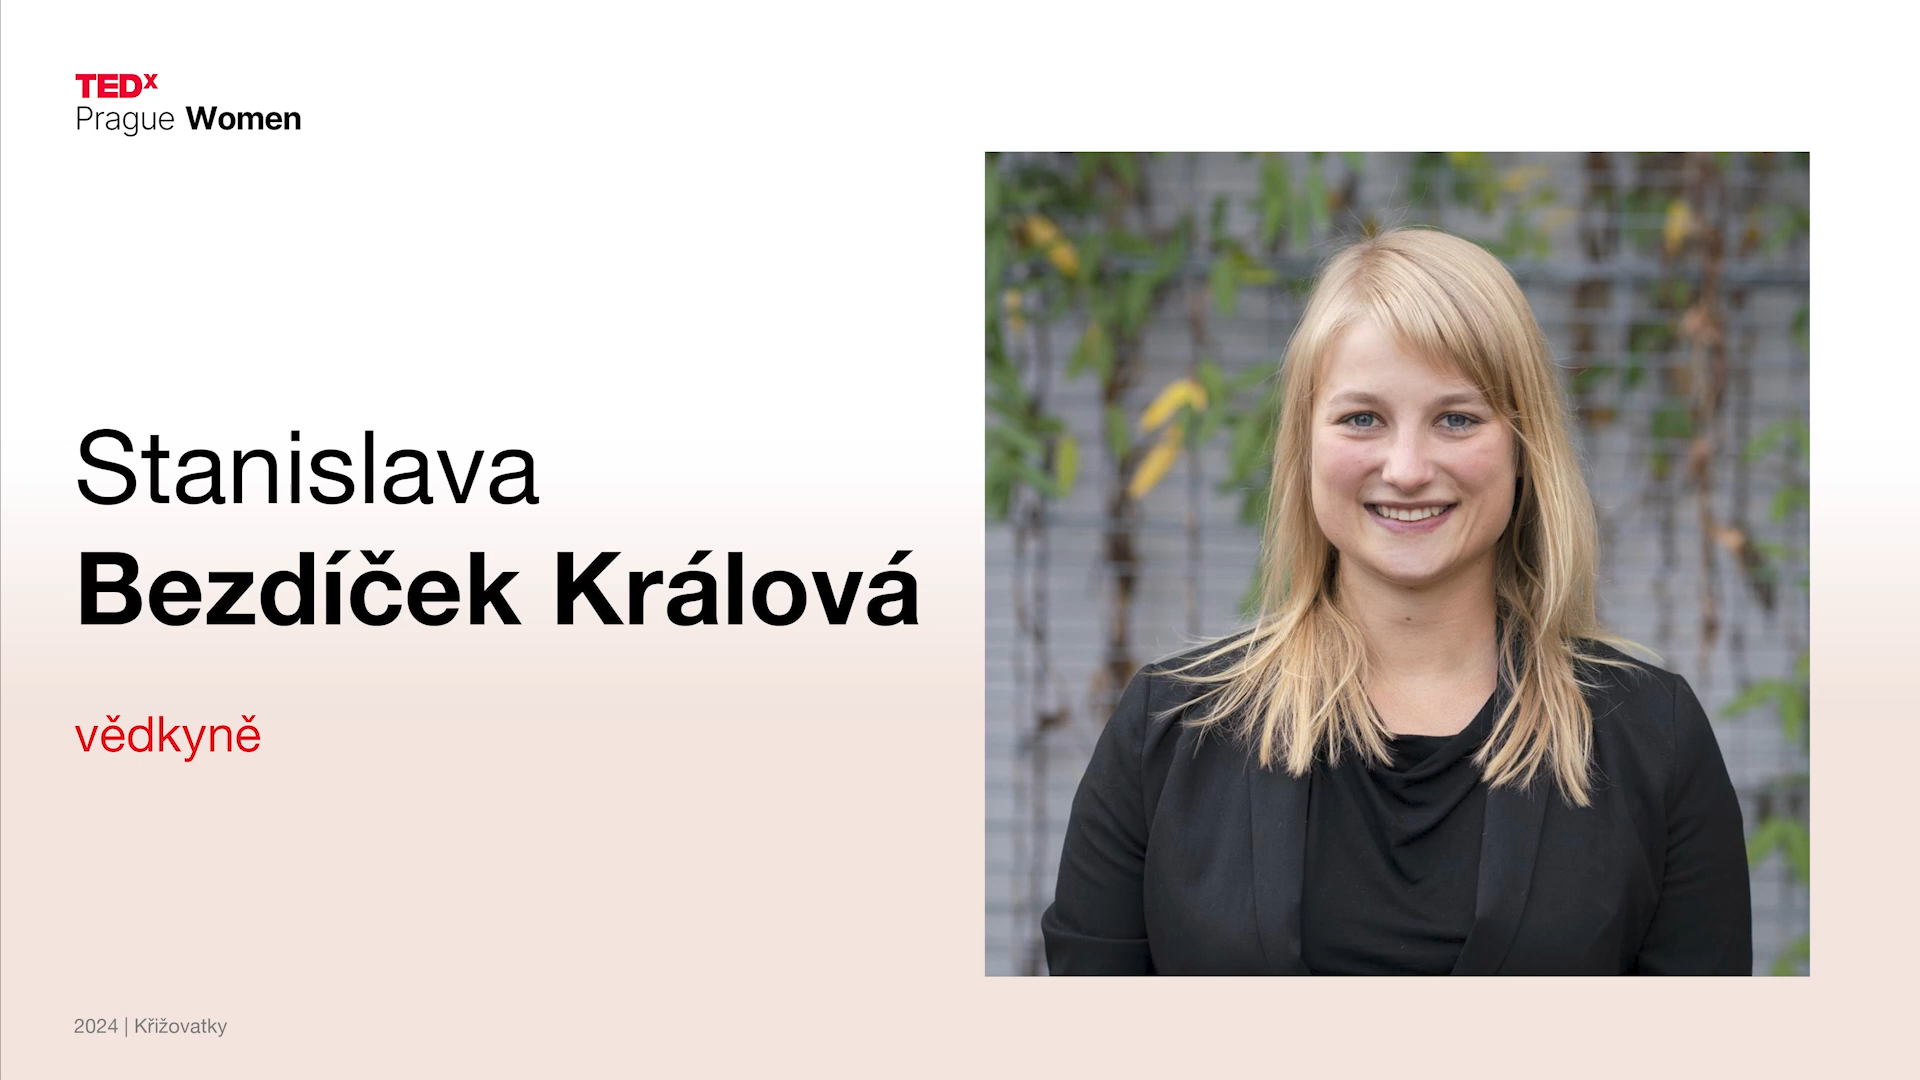 TEDx
Prague Women
Stanislava
Bezdíček Králová
vědkyně
2024 | Křižovatky